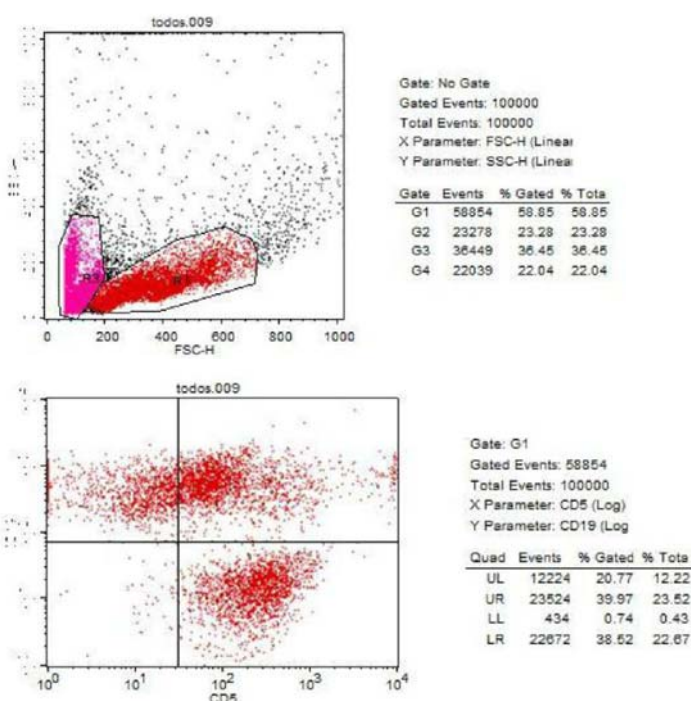 todos.009
R3
R1
0 200 400 600 800 1000
FSC-H
Gate: No Gate
Gated Events: 100000
Total Events: 100000
X Parameter: FSC-H (Linear
Y Parameter: SSC-H (Linea
Gate Events % Gated % Tota
G1 58854 58.85 58.85
G2 23278 23.28 23.28
G3 36449 36.45 36.45
G4 22039 22.04 22.04
todos.009
10⁰ 10¹ 10² 10³ 10⁴
CD5
Gate: G1
Gated Events: 58854
Total Events: 100000
X Parameter: CD5 (Log)
Y Parameter: CD19 (Log
Quad Events % Gated % Total
UL 12224 20.77 12.22
UR 23524 39.97 23.52
LL 434 0.74 0.43
LR 22672 38.52 22.67